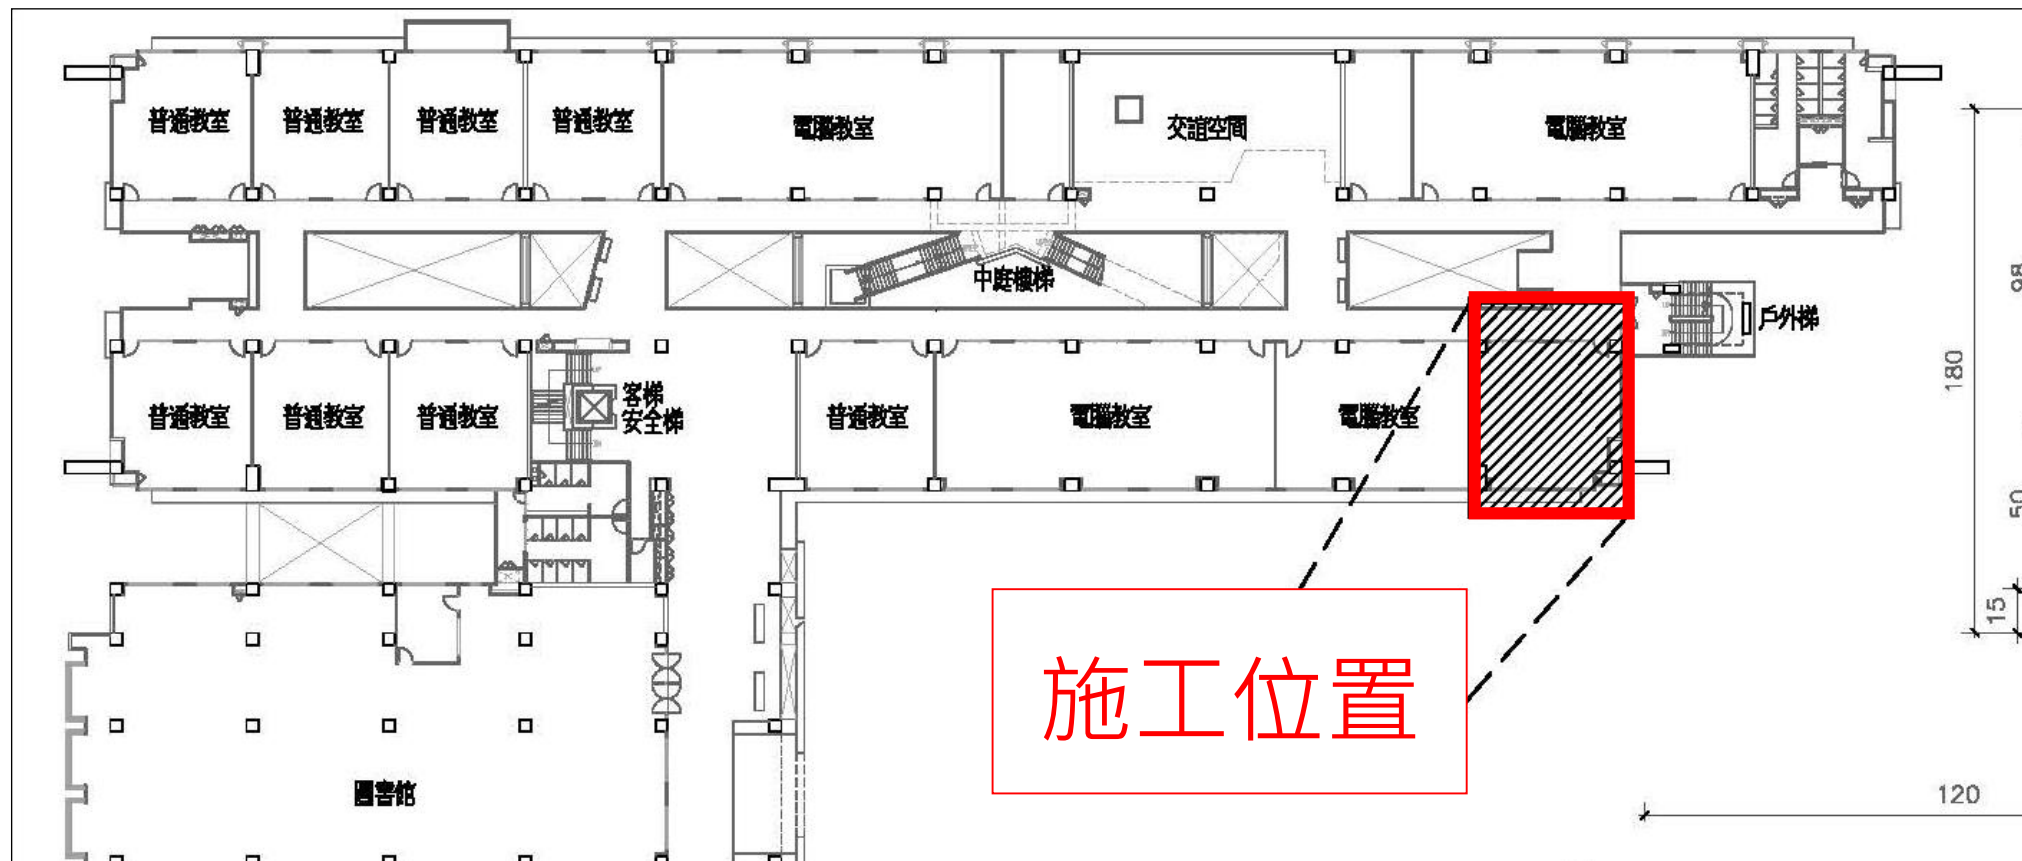 普通教室
普通教室
普通教室
普通教室
電腦教室
交誼空間
電腦教室
中庭樓梯
戶外梯
98
180
普通教室
普通教室
普通教室
客梯
安全梯
普通教室
電腦教室
電腦教室
50
15
施工位置
圖書館
120